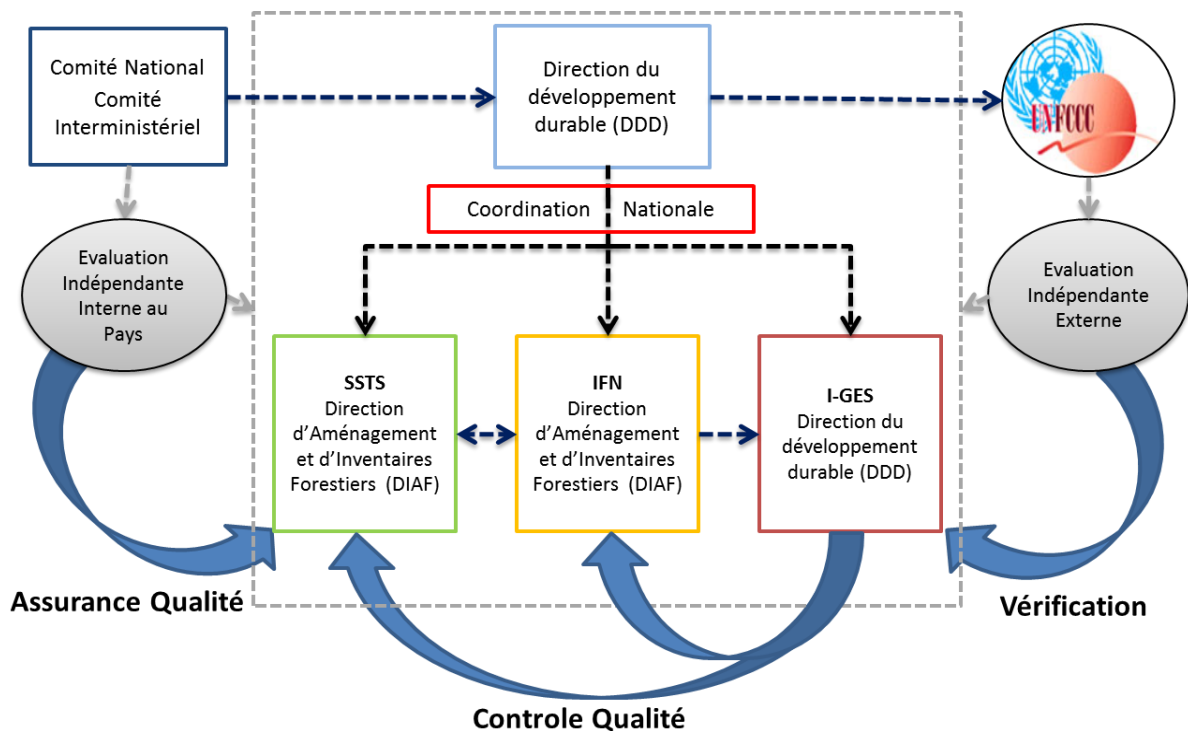 Comité National
Comité
Interministériel
Direction du
développement
durable (DDD)
UNFCCC
Coordination Nationale
Evaluation
Indépendante
Interne au
Pays
Evaluation
Indépendante
Externe
SSTS
Direction
d'Aménagement
et d'Inventaires
Forestiers (DIAF)
IFN
Direction
d'Aménagement
et d'Inventaires
Forestiers (DIAF)
I-GES
Direction du
développement
durable (DDD)
Assurance Qualité
Vérification
Controle Qualité